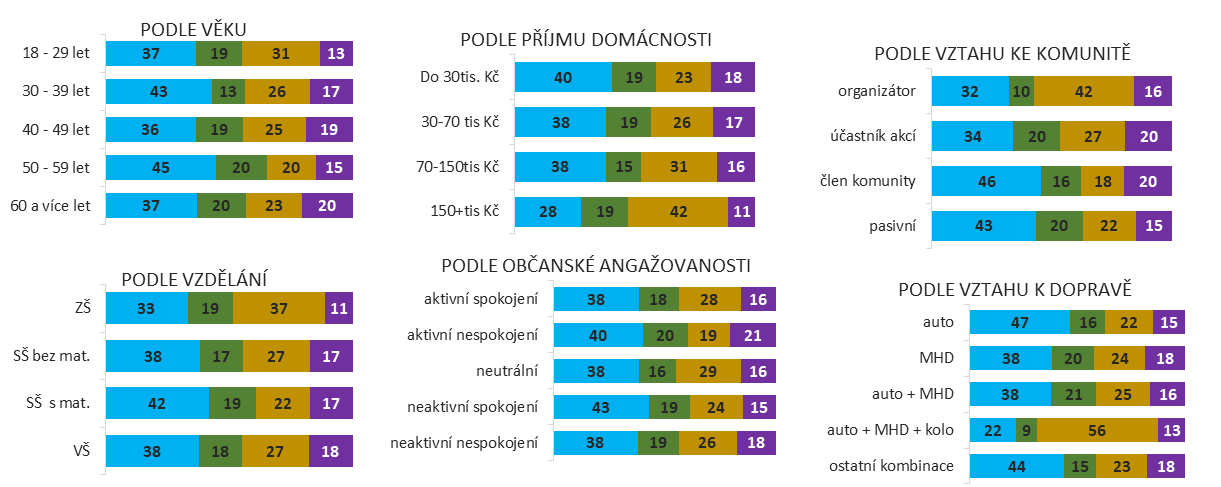 PODLE VĚKU
18 - 29 let 37 19 31 13
30 - 39 let 43 13 26 17
40 - 49 let 36 19 25 19
50 - 59 let 45 20 20 15
60 a více let 37 20 23 20
PODLE PŘÍJMU DOMÁCNOSTI
Do 30tis. Kč 40 19 23 18
30-70 tis Kč 38 19 26 17
70-150tis Kč 38 15 31 16
150+tis Kč 28 19 42 11
PODLE VZTAHU KE KOMUNITĚ
organizátor 32 10 42 16
účastník akcí 34 20 27 20
člen komunity 46 16 18 20
pasivní 43 20 22 15
PODLE VZDĚLÁNÍ
ZŠ 33 19 37 11
SŠ bez mat. 38 17 27 17
SŠ s mat. 42 19 22 17
VŠ 38 18 27 18
PODLE OBČANSKÉ ANGAŽOVANOSTI
aktivní spokojení 38 18 28 16
aktivní nespokojení 40 20 19 21
neutrální 38 16 29 16
neaktivní spokojení 43 19 24 15
neaktivní nespokojení 38 19 26 18
PODLE VZTAHU K DOPRAVĚ
auto 47 16 22 15
MHD 38 20 24 18
auto + MHD 38 21 25 16
auto + MHD + kolo 22 9 56 13
ostatní kombinace 44 15 23 18